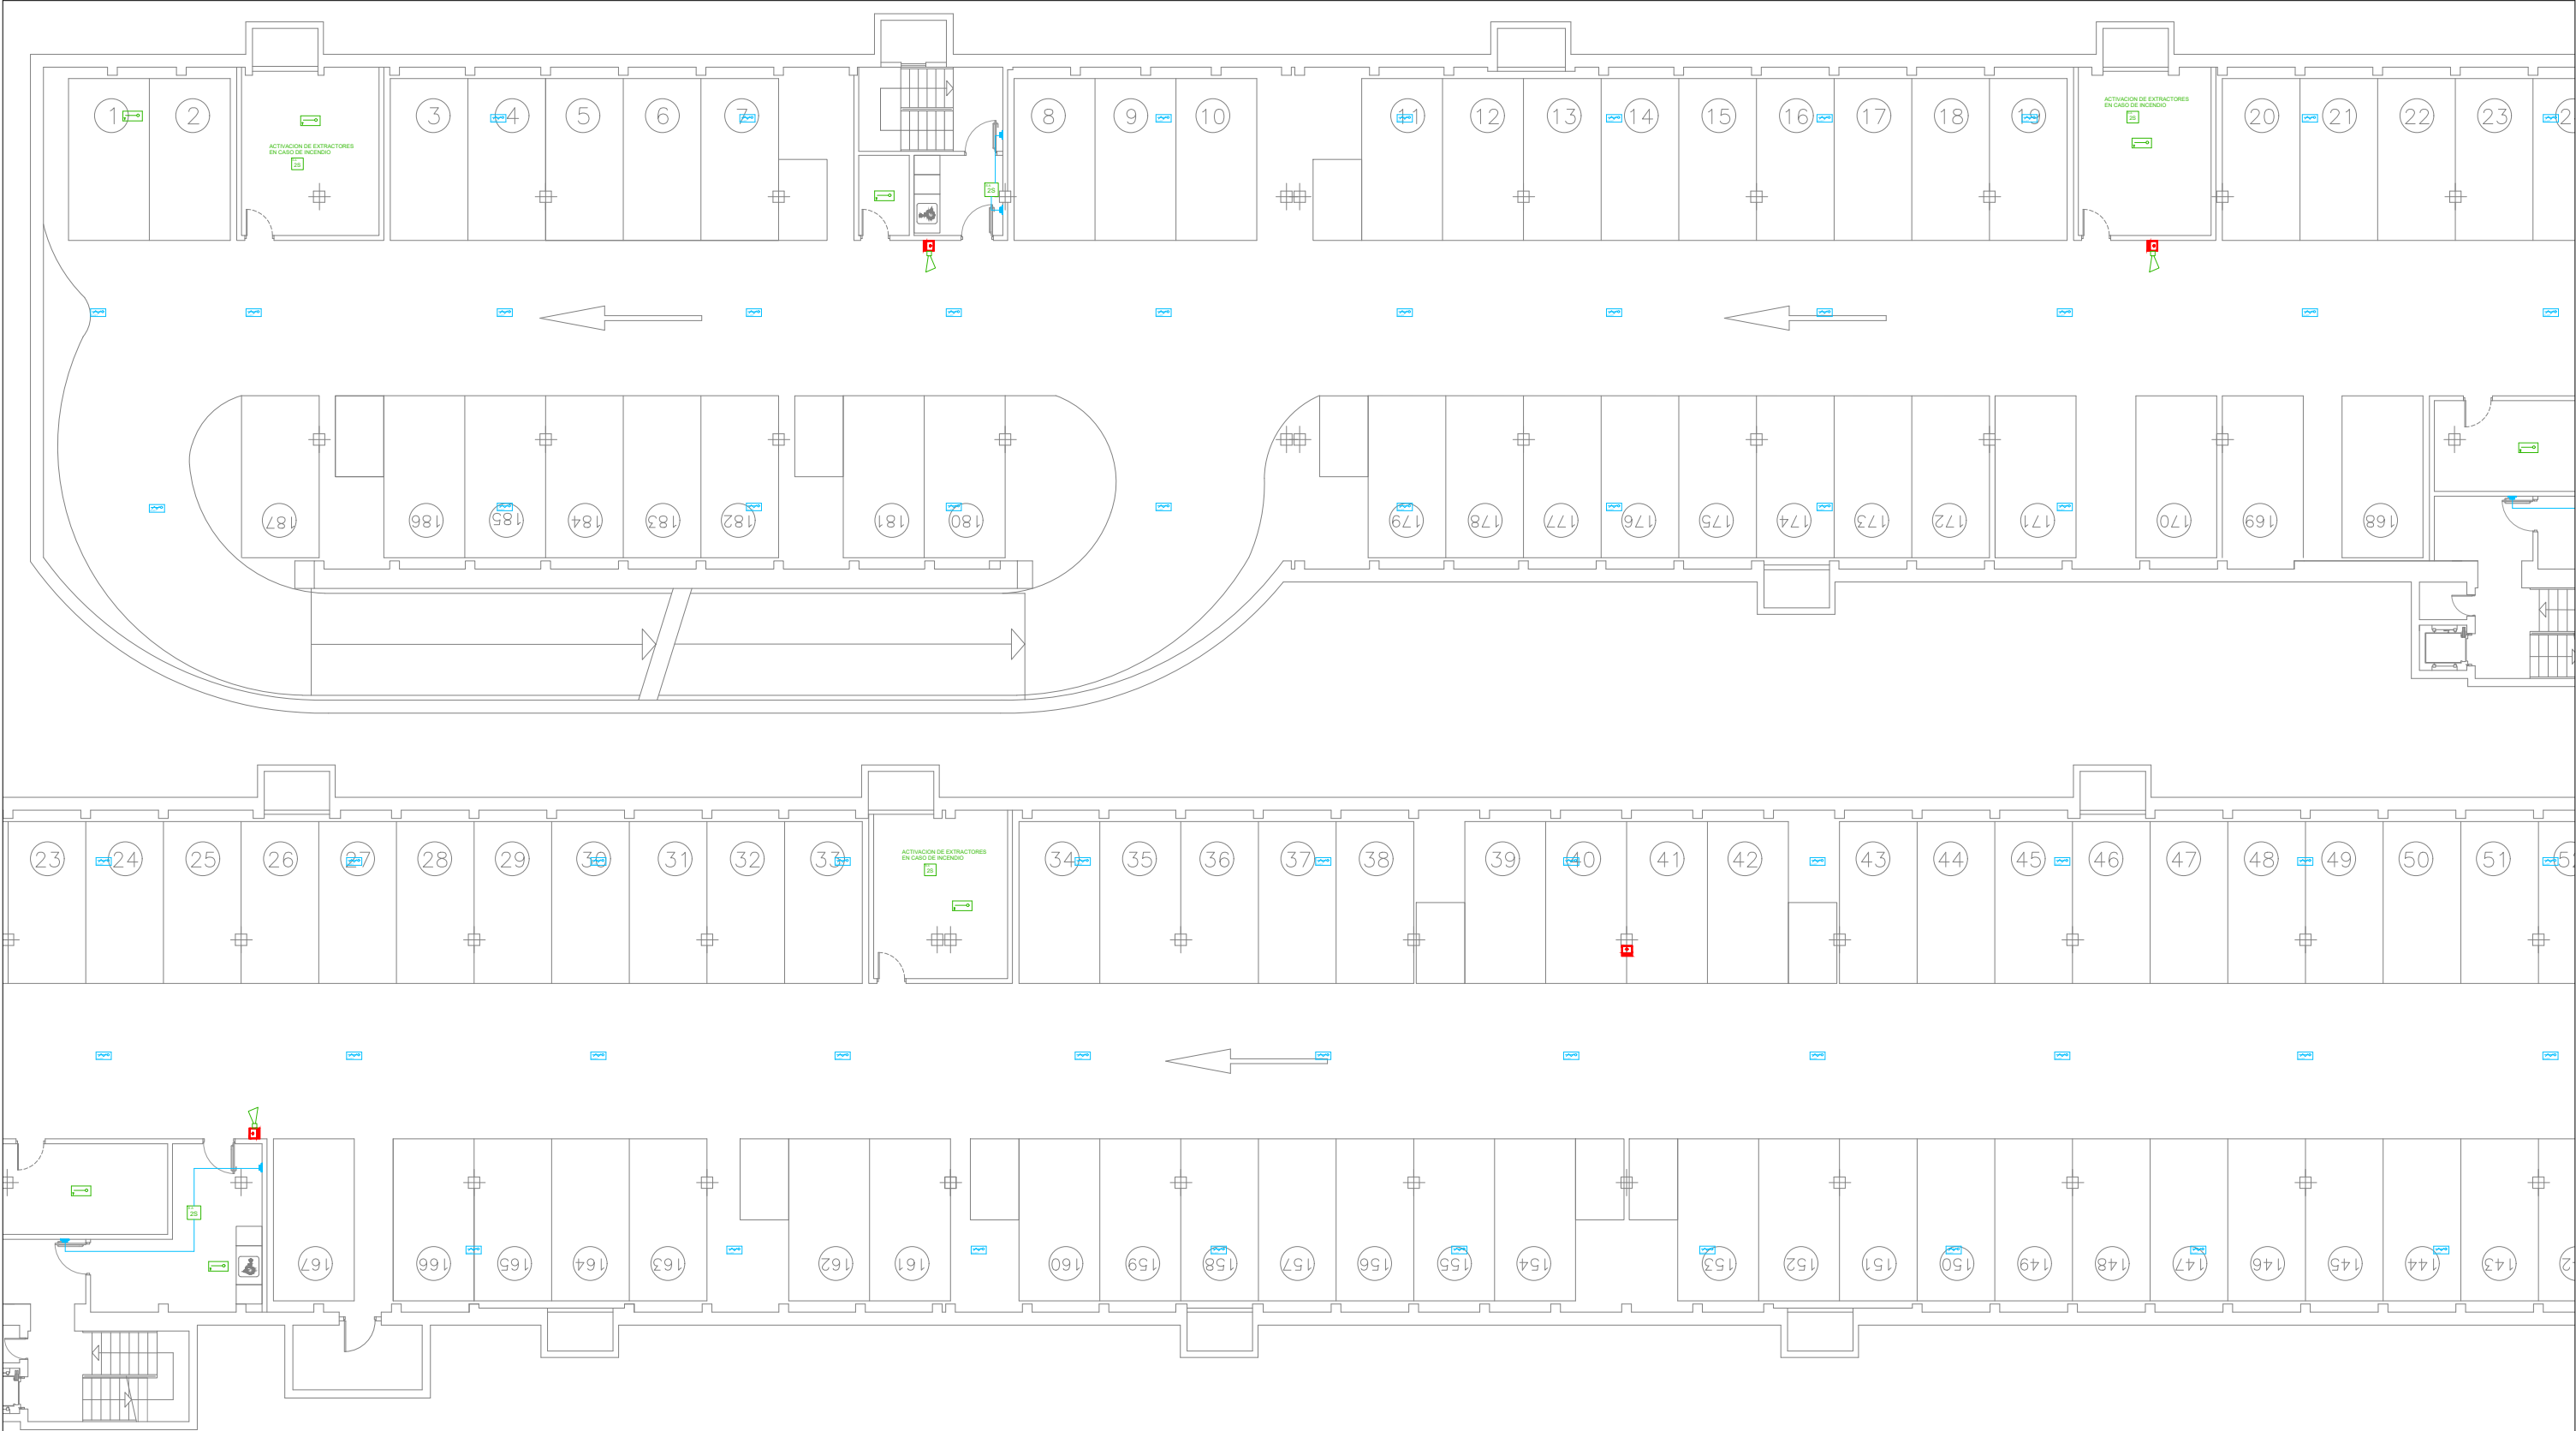 1 2 3 4 5 6 7 8 9 10 11 12 13 14 15 16 17 18 19 20 21 22 23
ACTIVACION DE EXTRACTORES
EN CASO DE INCENDIO
25
25
ACTIVACION DE EXTRACTORES
EN CASO DE INCENDIO
25
187 186 185 184 183 182 181 180 179 178 177 176 175 174 173 172 171 170 169 168
23 24 25 26 27 28 29 30 31 32 33 34 35 36 37 38 39 40 41 42 43 44 45 46 47 48 49 50 51
ACTIVACION DE EXTRACTORES
EN CASO DE INCENDIO
25
25
167 166 165 164 163 162 161 160 159 158 157 156 155 154 153 152 151 150 149 148 147 146 145 144 143